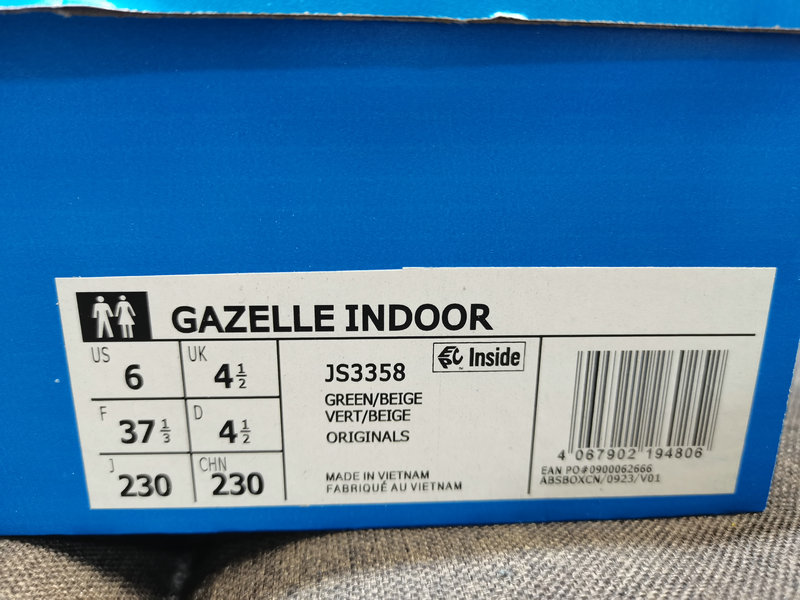 GAZELLE INDOOR
US 6 UK 4 1/2
F 37 1/3 D 4 1/2
J 230 CHN 230
EPC Inside
JS3358
GREEN/BEIGE
VERT/BEIGE
ORIGINALS
MADE IN VIETNAM
FABRIQUÉ AU VIETNAM
4 067902 194806
EAN PO#0900062666
ABSBOXCN/0923/V01